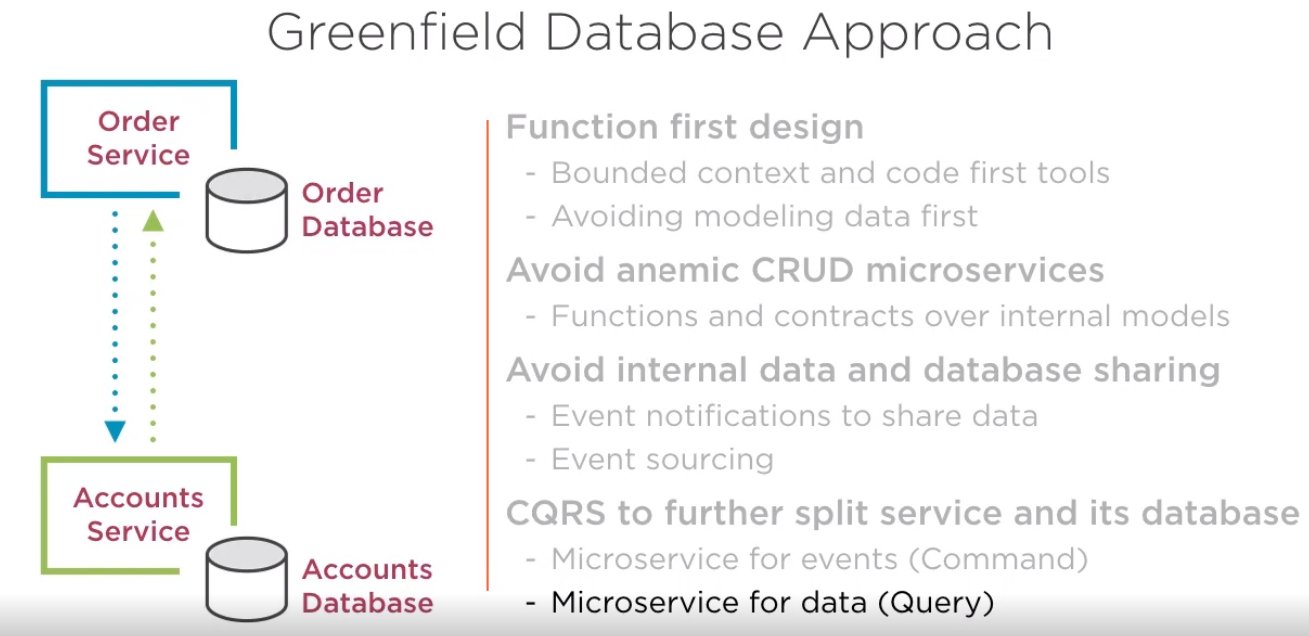 Greenfield Database Approach
Order
Service
Order
Database
Accounts
Service
Accounts
Database
Function first design
- Bounded context and code first tools
- Avoiding modeling data first
Avoid anemic CRUD microservices
- Functions and contracts over internal models
Avoid internal data and database sharing
- Event notifications to share data
- Event sourcing
CQRS to further split service and its database
- Microservice for events (Command)
- Microservice for data (Query)